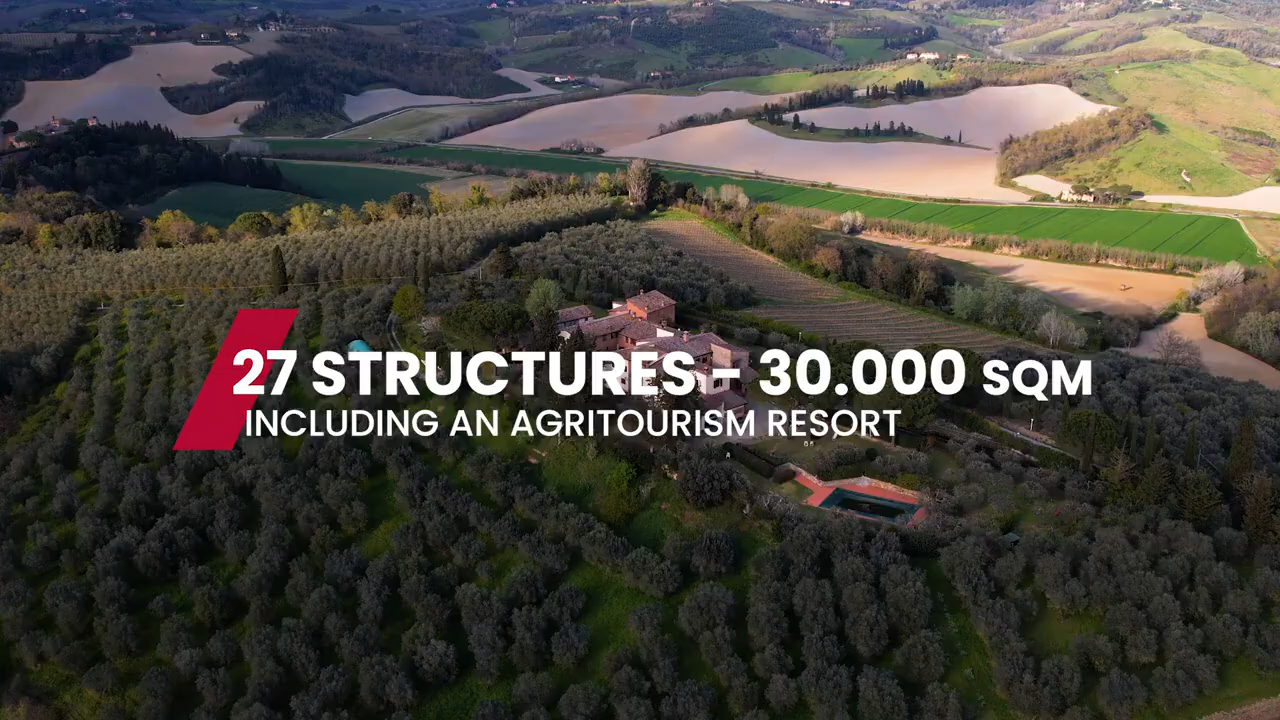 27 STRUCTURES - 30.000 SQM
INCLUDING AN AGRITOURISM RESORT